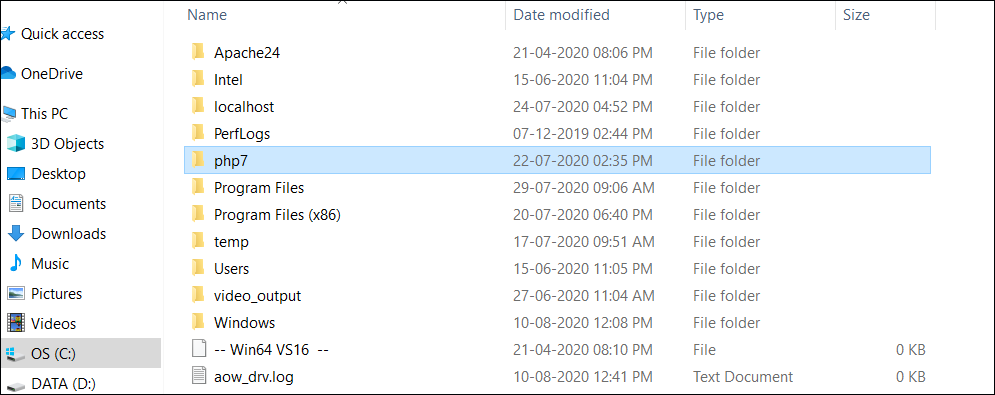 Name Date modified Type Size
Quick access
OneDrive
This PC
3D Objects
Desktop
Documents
Downloads
Music
Pictures
Videos
OS (C:)
DATA (D:)
Apache24 21-04-2020 08:06 PM File folder
Intel 15-06-2020 11:04 PM File folder
localhost 24-07-2020 04:52 PM File folder
PerfLogs 07-12-2019 02:44 PM File folder
php7 22-07-2020 02:35 PM File folder
Program Files 29-07-2020 09:06 AM File folder
Program Files (x86) 20-07-2020 06:40 PM File folder
temp 17-07-2020 09:51 AM File folder
Users 15-06-2020 11:05 PM File folder
video_output 27-06-2020 11:04 AM File folder
Windows 10-08-2020 12:08 PM File folder
-- Win64 VS16 -- 21-04-2020 08:10 PM File 0 KB
aow_drv.log 10-08-2020 12:41 PM Text Document 0 KB